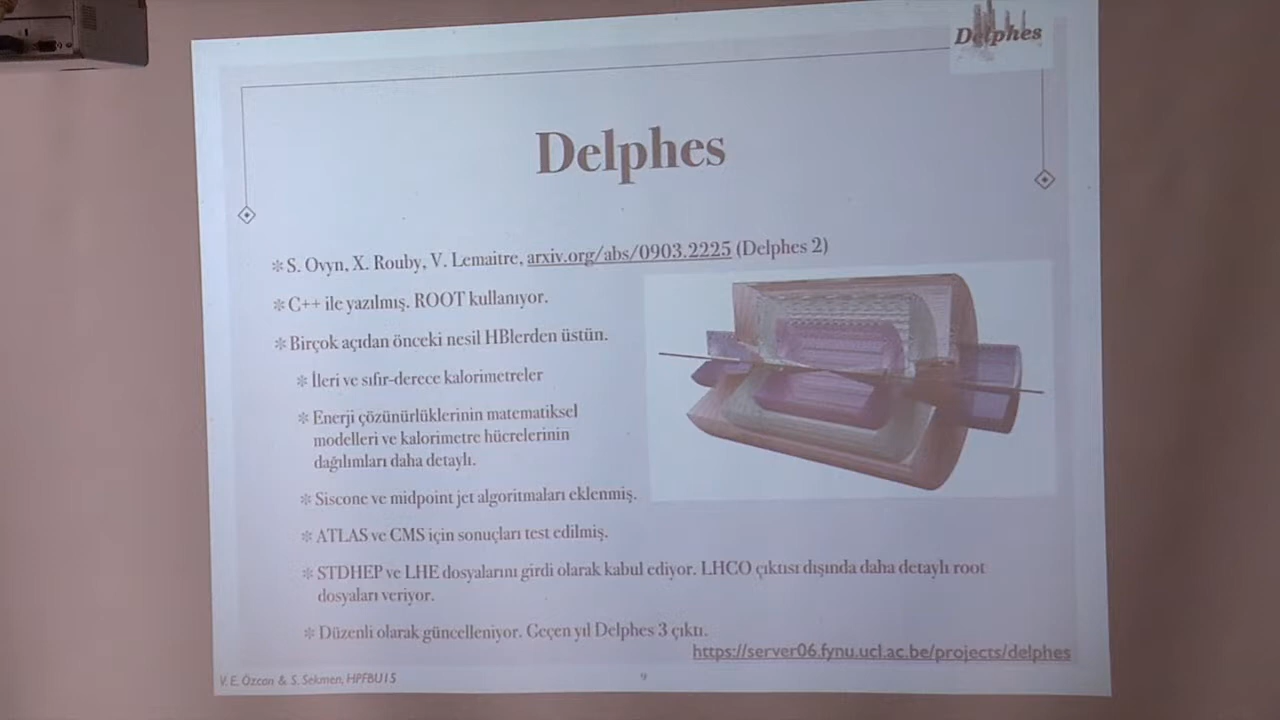 Delphes
Delphes
* S. Ovyn, X. Rouby, V. Lemaitre, arxiv.org/abs/0903.2225 (Delphes 2)
* C++ ile yazılmış. ROOT kullanıyor.
* Birçok açıdan önceki nesil HBlerden üstün.
* İleri ve sıfır-derece kalorimetreler
* Enerji çözünürlüklerinin matematiksel
modelleri ve kalorimetre hücrelerinin
dağılımları daha detaylı.
* Siscone ve midpoint jet algoritmaları eklenmiş.
* ATLAS ve CMS için sonuçları test edilmiş.
* STDHEP ve LHE dosyalarını girdi olarak kabul ediyor. LHCO çıktısı dışında daha detaylı root
dosyaları veriyor.
* Düzenli olarak güncelleniyor. Geçen yıl Delphes 3 çıktı.
https://server06.fynu.ucl.ac.be/projects/delphes
V. E. Özcan & S. Sekmen, HPFBU15
9